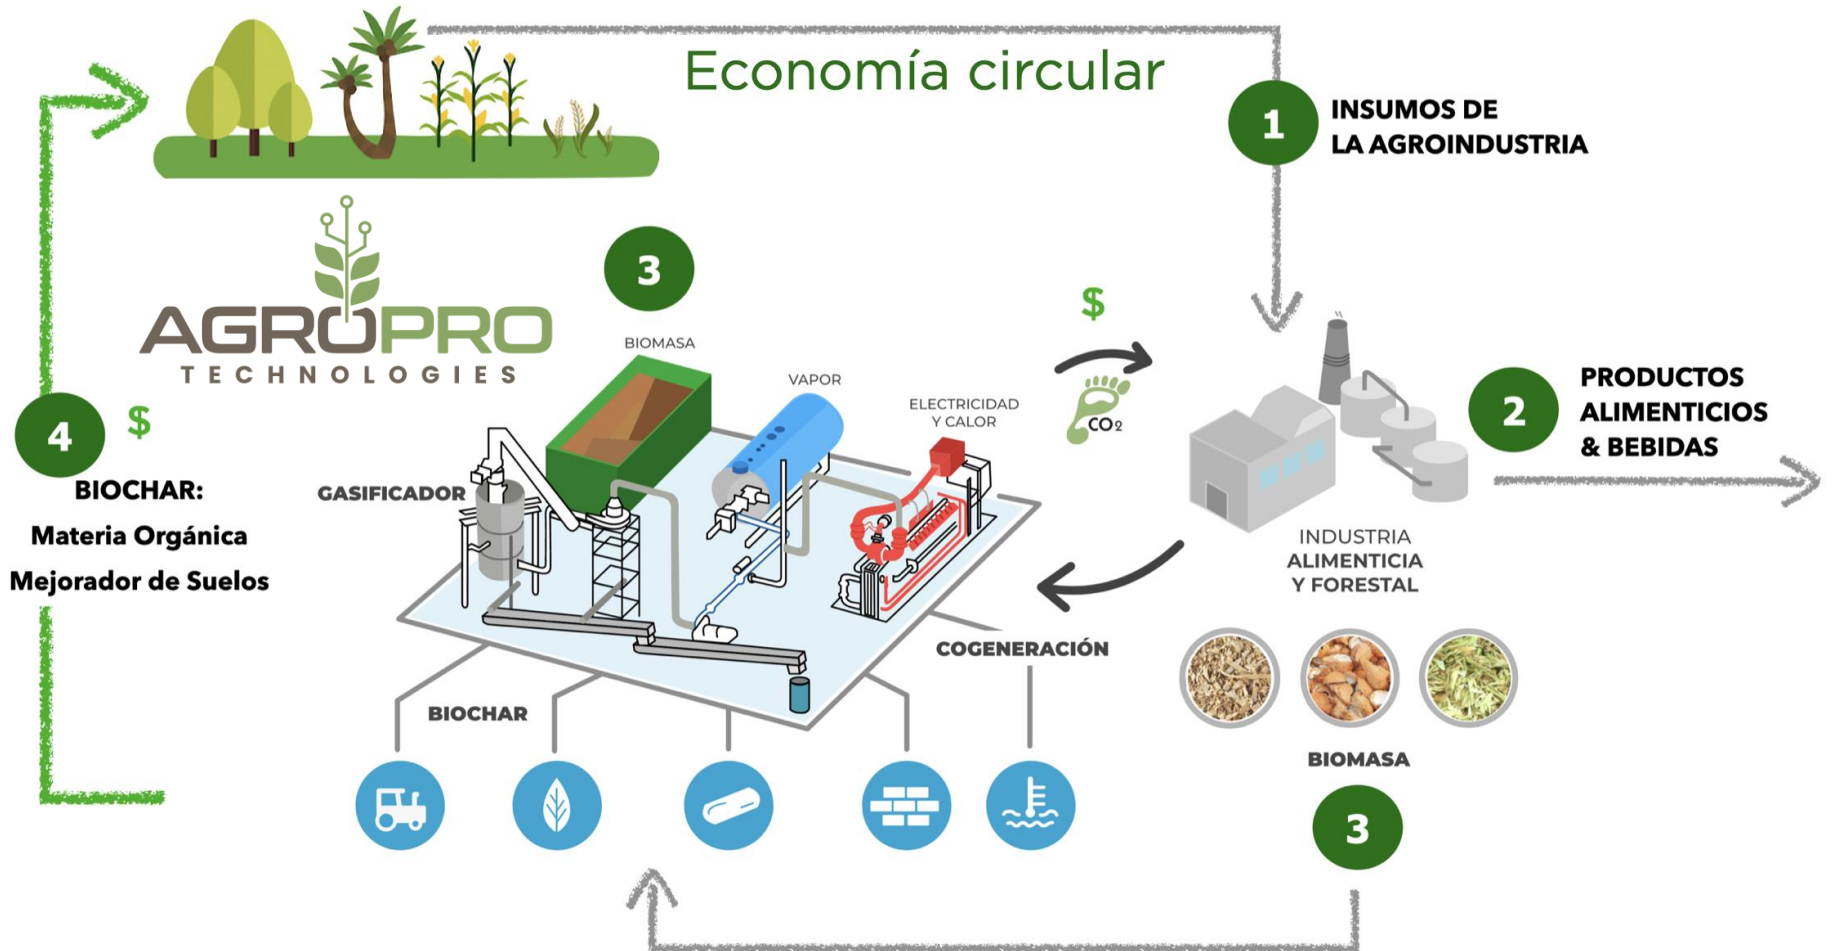 Economía circular
1
INSUMOS DE
LA AGROINDUSTRIA
AGROPRO
TECHNOLOGIES
3
BIOMASA
VAPOR
ELECTRICIDAD
Y CALOR
GASIFICADOR
$
CO2
2
PRODUCTOS
ALIMENTICIOS
& BEBIDAS
4
$
BIOCHAR:
Materia Orgánica
Mejorador de Suelos
INDUSTRIA
ALIMENTICIA
Y FORESTAL
COGENERACIÓN
BIOCHAR
BIOMASA
3